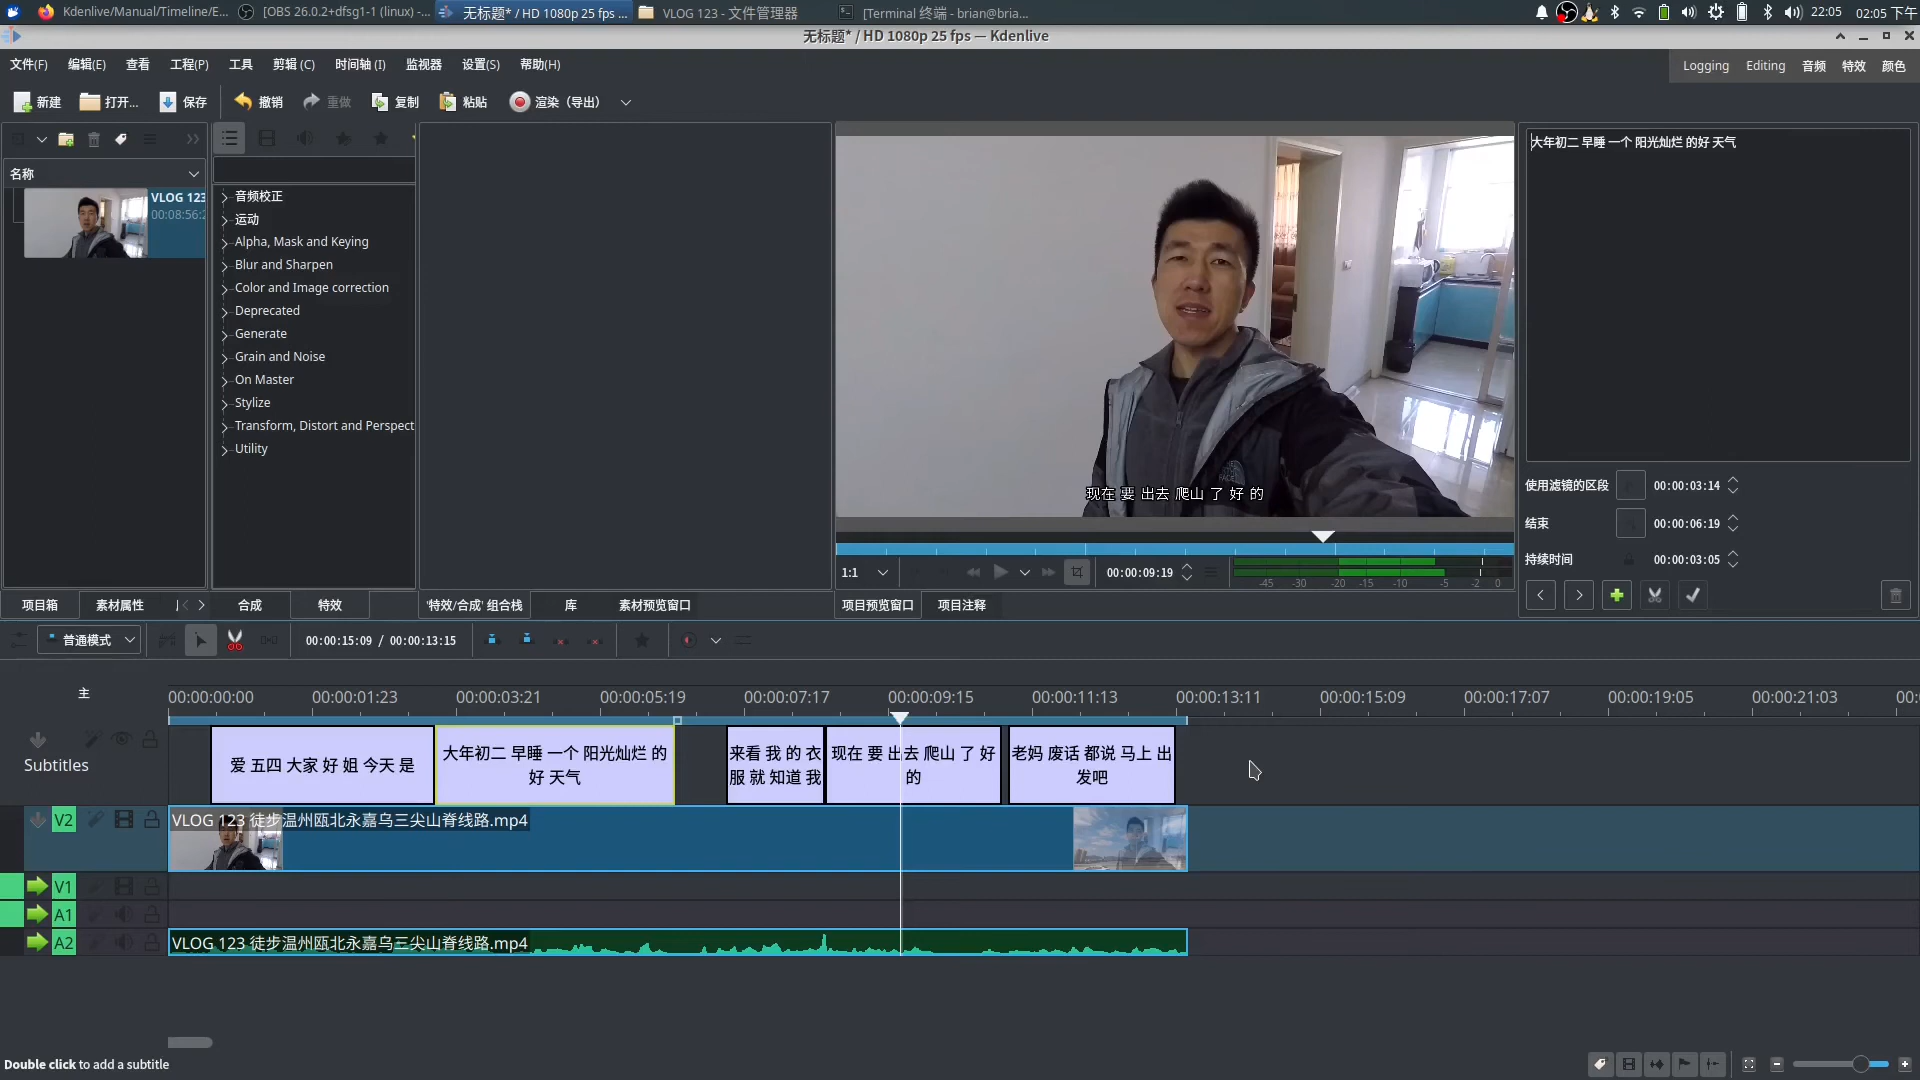 Kdenlive/Manual/Timeline/E... [OBS 26.0.2+dfsg1-1 (linux) -... 无标题* / HD 1080p 25 fps ... VLOG 123 - 文件管理器 [Terminal 终端 - brian@bria... 22:05 02:05 下午
无标题* / HD 1080p 25 fps — Kdenlive
文件(F) 编辑(E) 查看 工程(P) 工具 剪辑 (C) 时间轴 (I) 监视器 设置(S) 帮助(H) Logging Editing 音频 特效 颜色
新建 打开... 保存 撤销 重做 复制 粘贴 渲染（导出）
名称
VLOG 123
00:08:56:2
音频校正
运动
Alpha, Mask and Keying
Blur and Sharpen
Color and Image correction
Deprecated
Generate
Grain and Noise
On Master
Stylize
Transform, Distort and Perspect
Utility
现在 要 出去 爬山 了 好 的
大年初二 早睡 一个 阳光灿烂 的好 天气
使用滤镜的区段 00:00:03:14
结束 00:00:06:19
持续时间 00:00:03:05
1:1 00:00:09:19 -45 -30 -20 -15 -10 -5 -2 0
项目箱 素材属性 合成 特效 '特效/合成' 组合栈 库 素材预览窗口 项目预览窗口 项目注释
普通模式 00:00:15:09 / 00:00:13:15
主 00:00:00:00 00:00:01:23 00:00:03:21 00:00:05:19 00:00:07:17 00:00:09:15 00:00:11:13 00:00:13:11 00:00:15:09 00:00:17:07 00:00:19:05 00:00:21:03 00:
Subtitles
爱 五四 大家 好 姐 今天 是
大年初二 早睡 一个 阳光灿烂 的
好 天气
来看 我 的 衣
服 就 知道 我
现在 要 出去 爬山 了 好
的
老妈 废话 都说 马上 出
发吧
V2 VLOG 123 徒步温州瓯北永嘉乌三尖山脊线路.mp4
V1
A1
A2 VLOG 123 徒步温州瓯北永嘉乌三尖山脊线路.mp4
Double click to add a subtitle